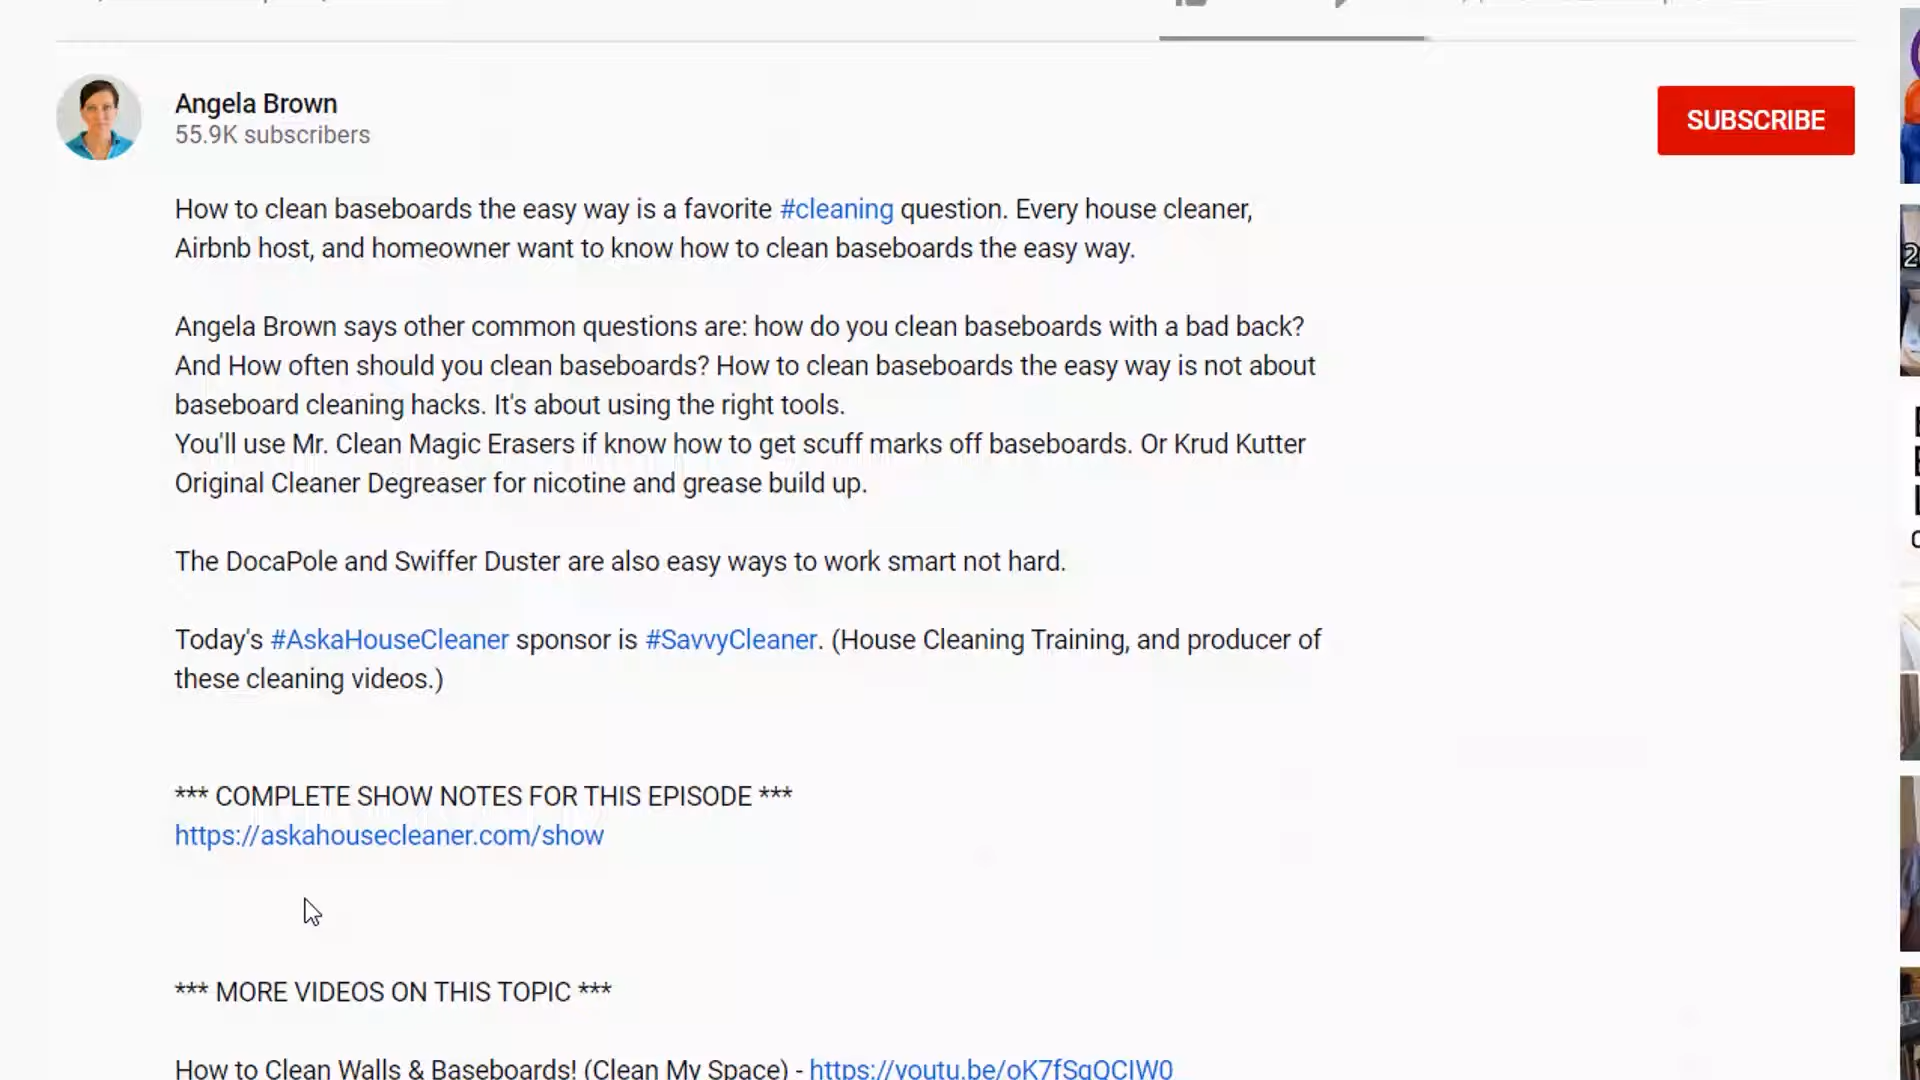 Angela Brown
55.9K subscribers
SUBSCRIBE
How to clean baseboards the easy way is a favorite #cleaning question. Every house cleaner,
Airbnb host, and homeowner want to know how to clean baseboards the easy way.
Angela Brown says other common questions are: how do you clean baseboards with a bad back?
And How often should you clean baseboards? How to clean baseboards the easy way is not about
baseboard cleaning hacks. It's about using the right tools.
You'll use Mr. Clean Magic Erasers if know how to get scuff marks off baseboards. Or Krud Kutter
Original Cleaner Degreaser for nicotine and grease build up.
The DocaPole and Swiffer Duster are also easy ways to work smart not hard.
Today's #AskaHouseCleaner sponsor is #SavvyCleaner. (House Cleaning Training, and producer of
these cleaning videos.)
*** COMPLETE SHOW NOTES FOR THIS EPISODE ***
https://askahousecleaner.com/show
*** MORE VIDEOS ON THIS TOPIC ***
How to Clean Walls & Baseboards! (Clean My Space) - https://youtu.be/oK7fSgQCIW0